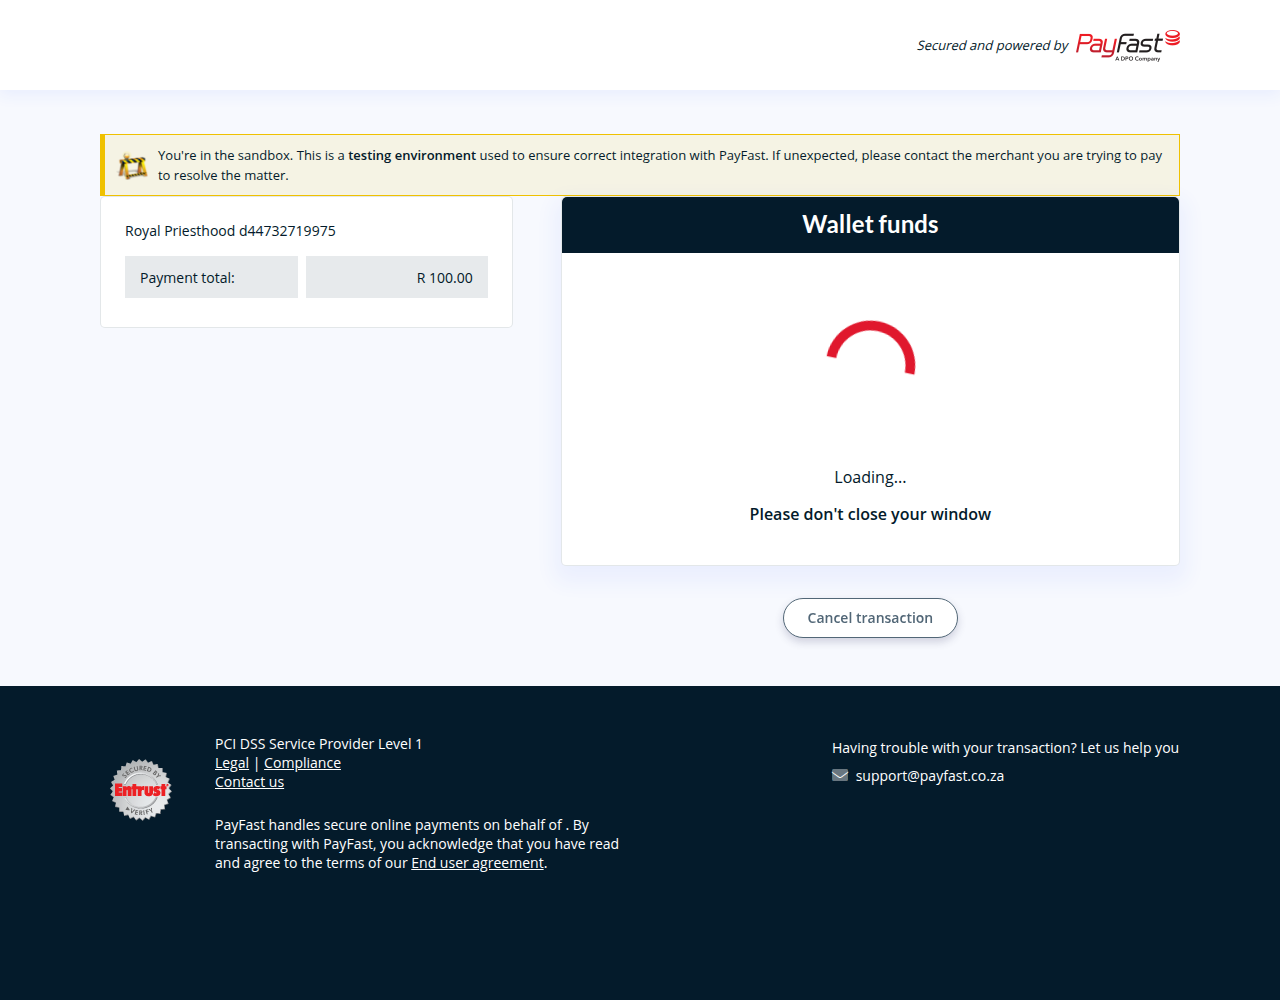 Secured and powered by PayFast
A DPO Company
You're in the sandbox. This is a testing environment used to ensure correct integration with PayFast. If unexpected, please contact the merchant you are trying to pay
to resolve the matter.
Royal Priesthood d44732719975
Payment total: R 100.00
Wallet funds
Loading...
Please don't close your window
Cancel transaction
SECURED BY
Entrust
VERIFY
PCI DSS Service Provider Level 1
Legal | Compliance
Contact us
PayFast handles secure online payments on behalf of . By
transacting with PayFast, you acknowledge that you have read
and agree to the terms of our End user agreement.
Having trouble with your transaction? Let us help you
support@payfast.co.za